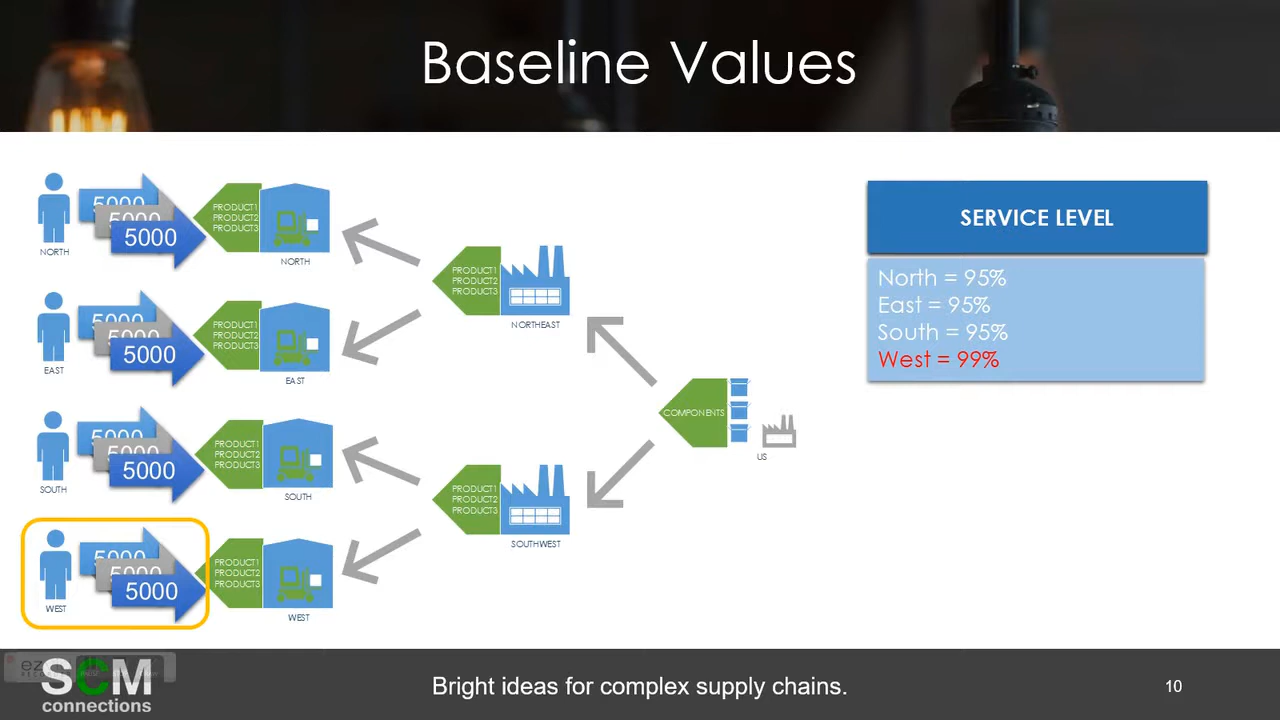 Baseline Values
5000
5000
5000
NORTH
PRODUCT1
PRODUCT2
PRODUCT3
NORTH
5000
5000
5000
EAST
PRODUCT1
PRODUCT2
PRODUCT3
EAST
5000
5000
5000
SOUTH
PRODUCT1
PRODUCT2
PRODUCT3
SOUTH
5000
5000
5000
WEST
PRODUCT1
PRODUCT2
PRODUCT3
WEST
PRODUCT1
PRODUCT2
PRODUCT3
NORTHEAST
PRODUCT1
PRODUCT2
PRODUCT3
SOUTHWEST
COMPONENTS
US
SERVICE LEVEL
North = 95%
East = 95%
South = 95%
West = 99%
SCM
connections
Bright ideas for complex supply chains.
10